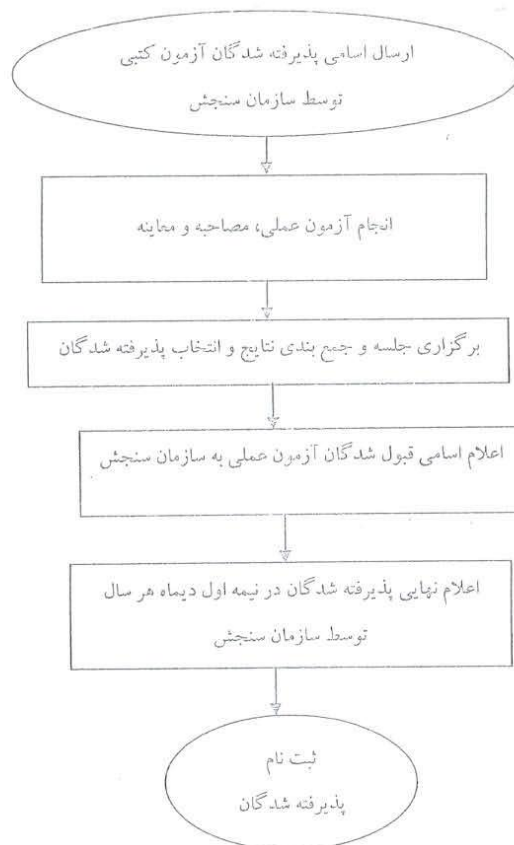 ارسال اسامی پذیرفته شدگان آزمون کتبی
توسط سازمان سنجش
انجام آزمون عملی، مصاحبه و معاینه
برگزاری جلسه و جمع بندی نتایج و انتخاب پذیرفته شدگان
اعلام اسامی قبول شدگان آزمون عملی به سازمان سنجش
اعلام نهایی پذیرفته شدگان در نیمه اول دیماه هر سال
توسط سازمان سنجش
ثبت نام
پذیرفته شدگان